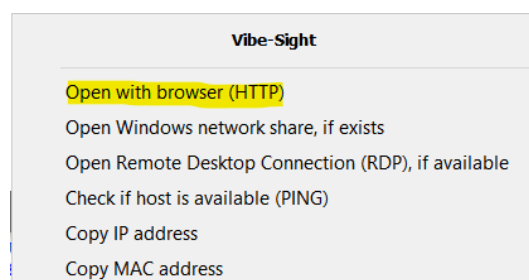 Vibe-Sight
Open with browser (HTTP)
Open Windows network share, if exists
Open Remote Desktop Connection (RDP), if available
Check if host is available (PING)
Copy IP address
Copy MAC address